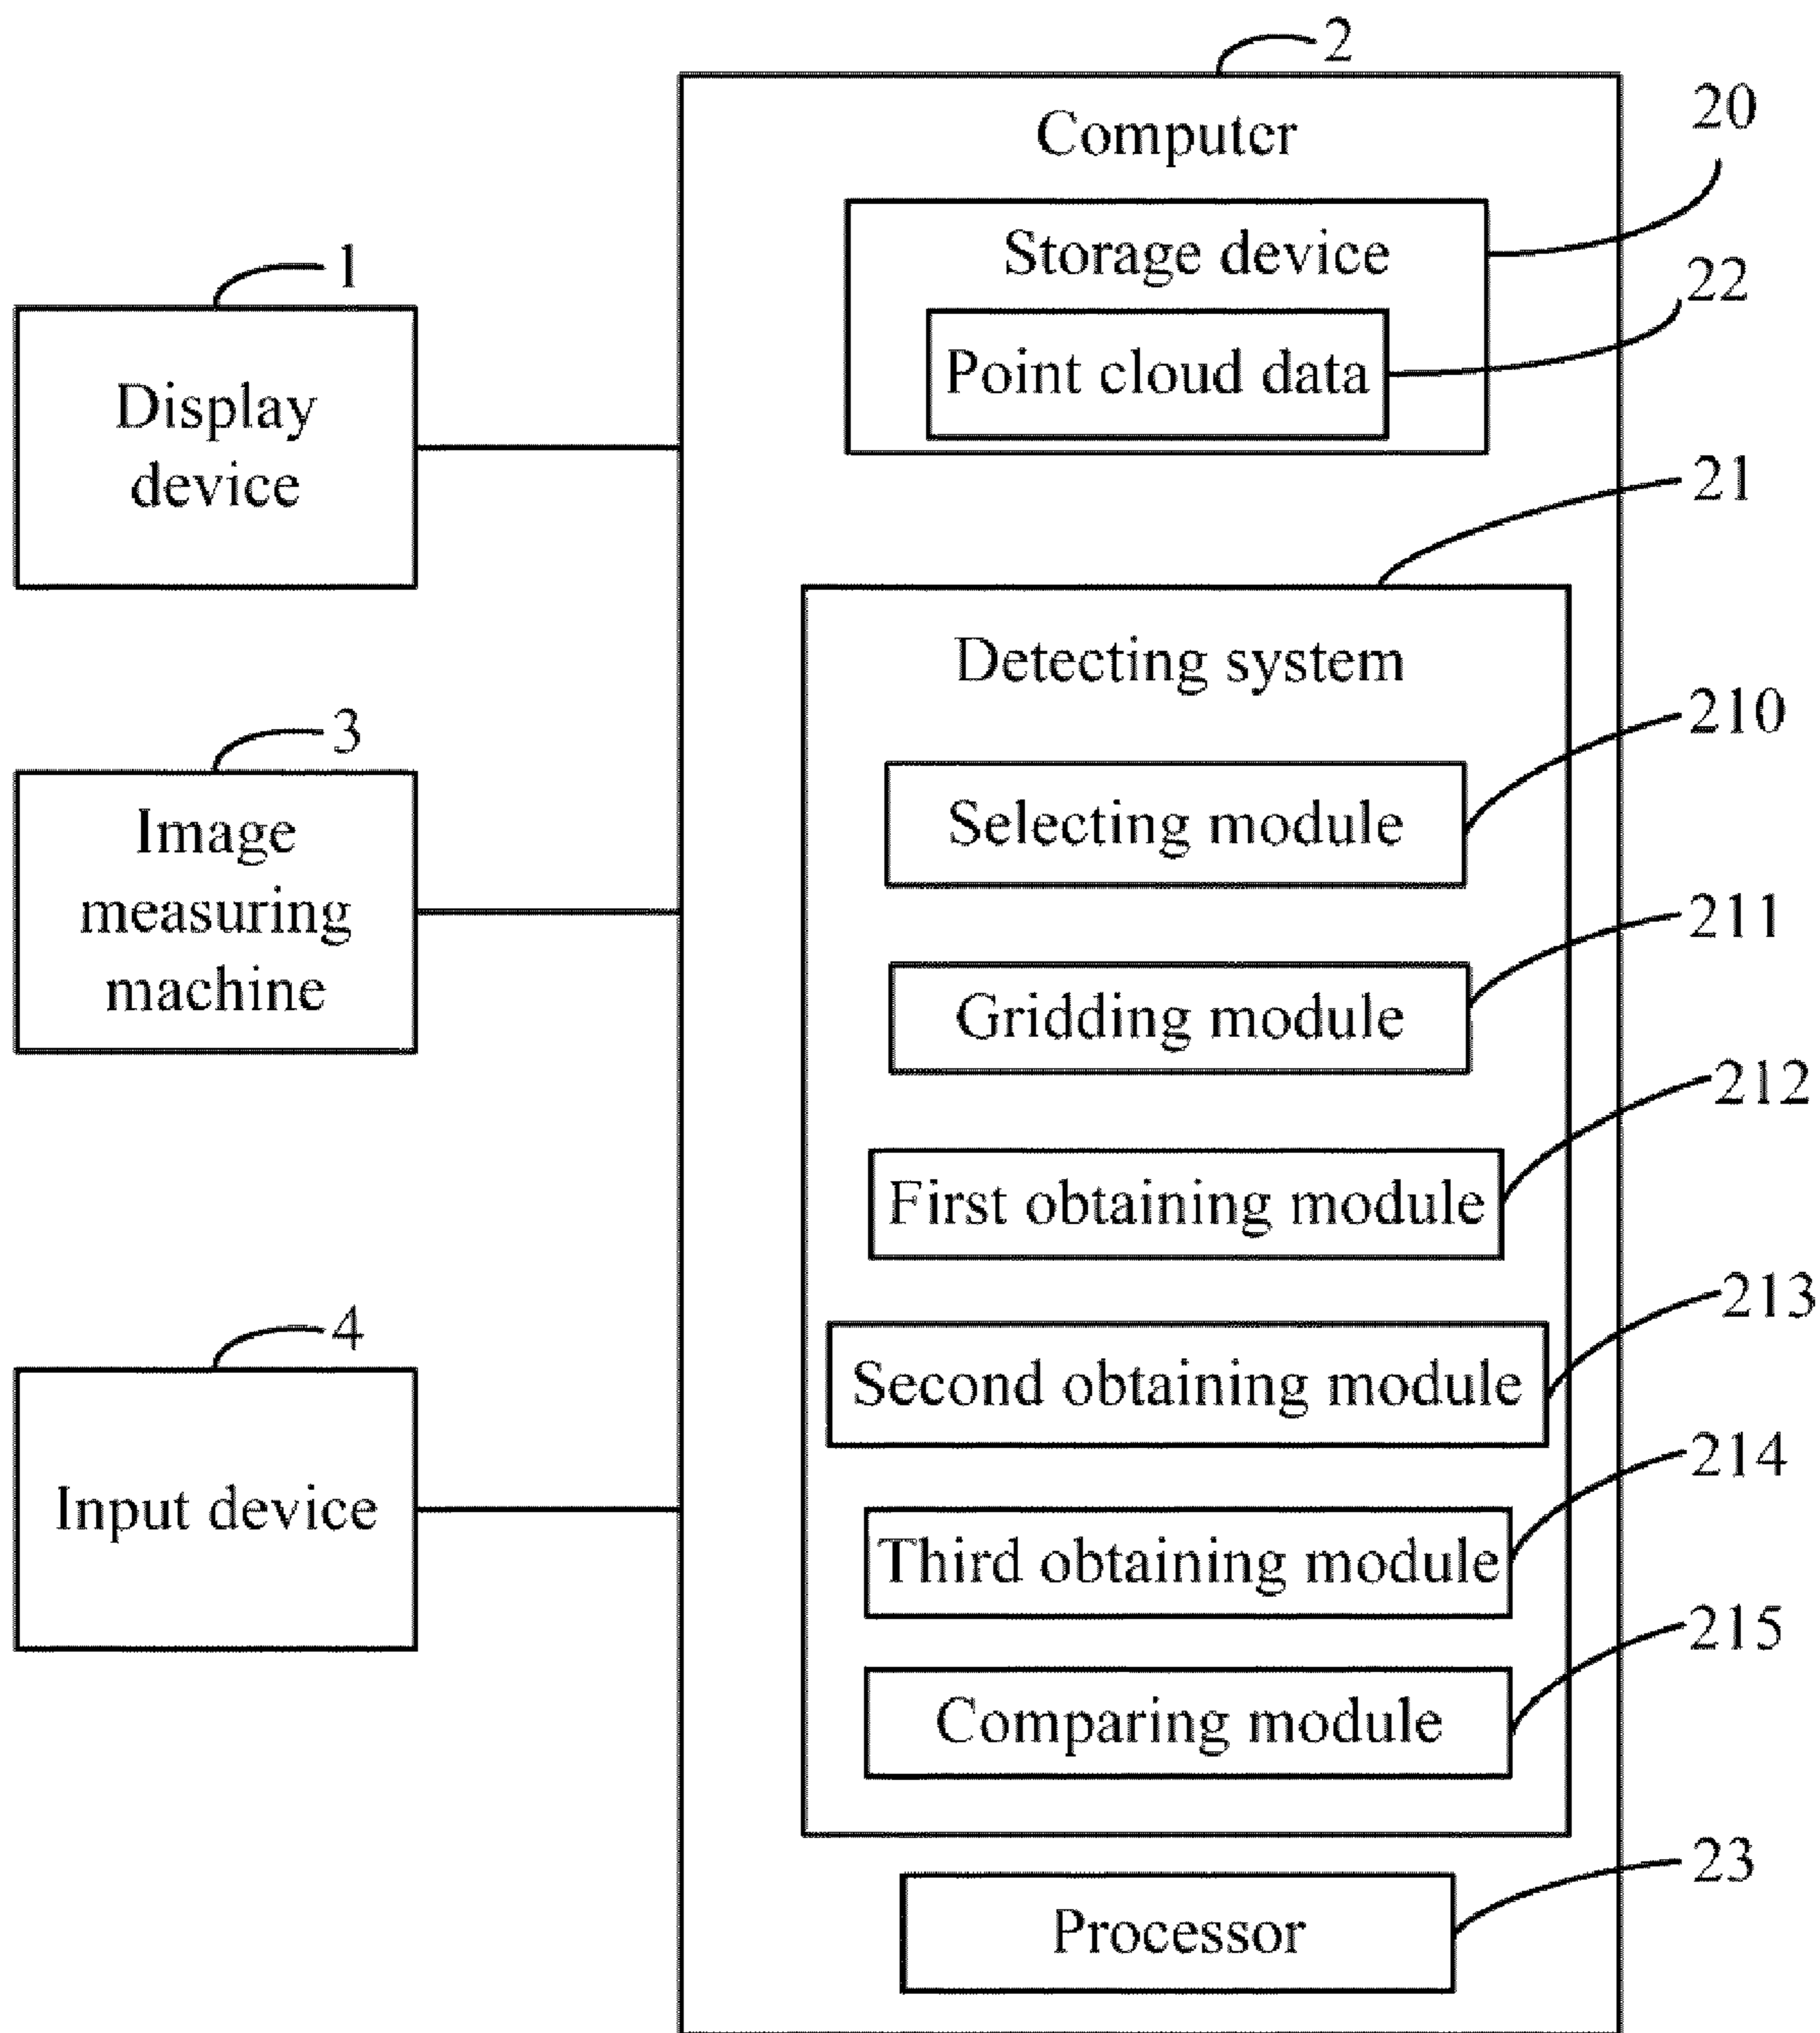 2
Computer
20
Storage device
22
Point cloud data
1
Display
device
21
Detecting system
3
Image
measuring
machine
210
Selecting module
211
Gridding module
212
First obtaining module
213
Second obtaining module
4
Input device
214
Third obtaining module
215
Comparing module
23
Processor